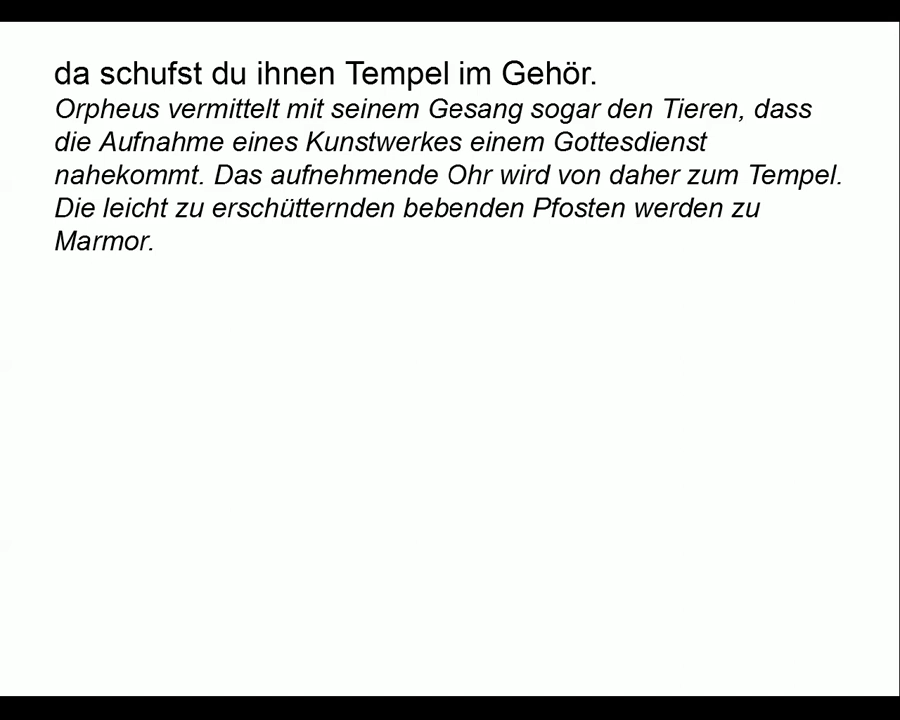 da schufst du ihnen Tempel im Gehör.
Orpheus vermittelt mit seinem Gesang sogar den Tieren, dass
die Aufnahme eines Kunstwerkes einem Gottesdienst
nahekommt. Das aufnehmende Ohr wird von daher zum Tempel.
Die leicht zu erschütternden bebenden Pfosten werden zu
Marmor.